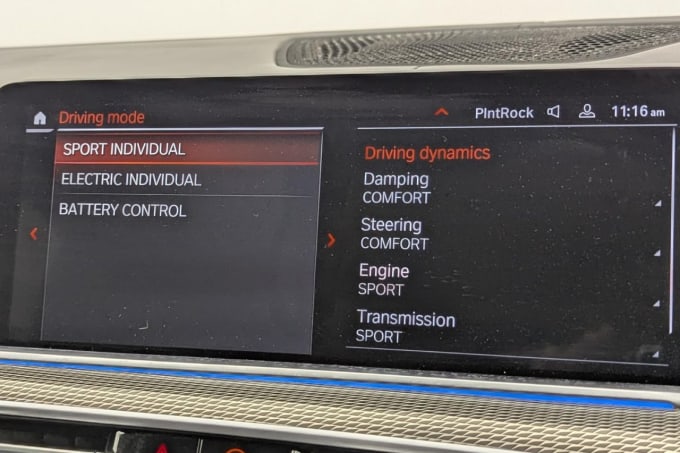 Driving mode
PlntRock
11:16 am
SPORT INDIVIDUAL
ELECTRIC INDIVIDUAL
BATTERY CONTROL
Driving dynamics
Damping
COMFORT
Steering
COMFORT
Engine
SPORT
Transmission
SPORT